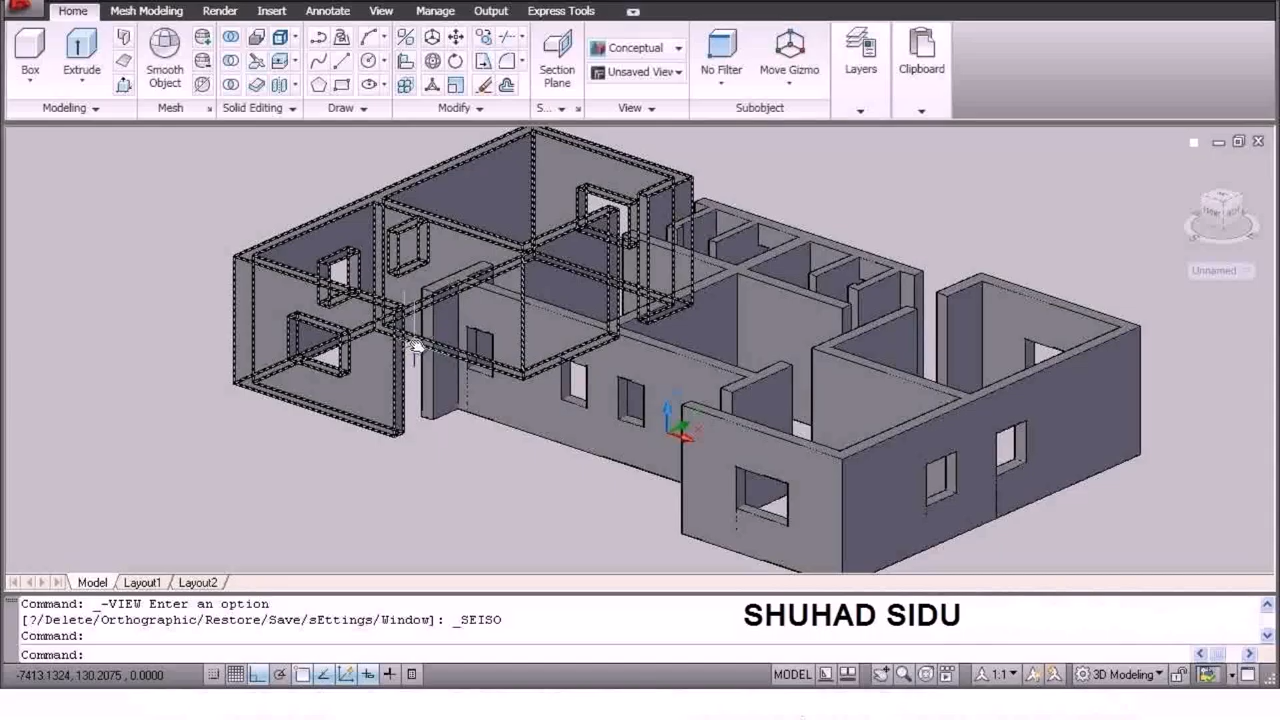 Home Mesh Modeling Render Insert Annotate View Manage Output Express Tools
Box
Extrude
Smooth
Object
Section
Plane
Conceptual
Unsaved View
No Filter
Move Gizmo
Layers
Clipboard
Modeling Mesh Solid Editing Draw Modify S... View Subobject
Unnamed
Model Layout1 Layout2
Command: _-VIEW Enter an option
[?/Delete/Orthographic/Restore/Save/sEttings/Window]: _SEISO
Command:
Command:
SHUHAD SIDU
-7413.1324, 130.2075 , 0.0000
MODEL
1:1
3D Modeling